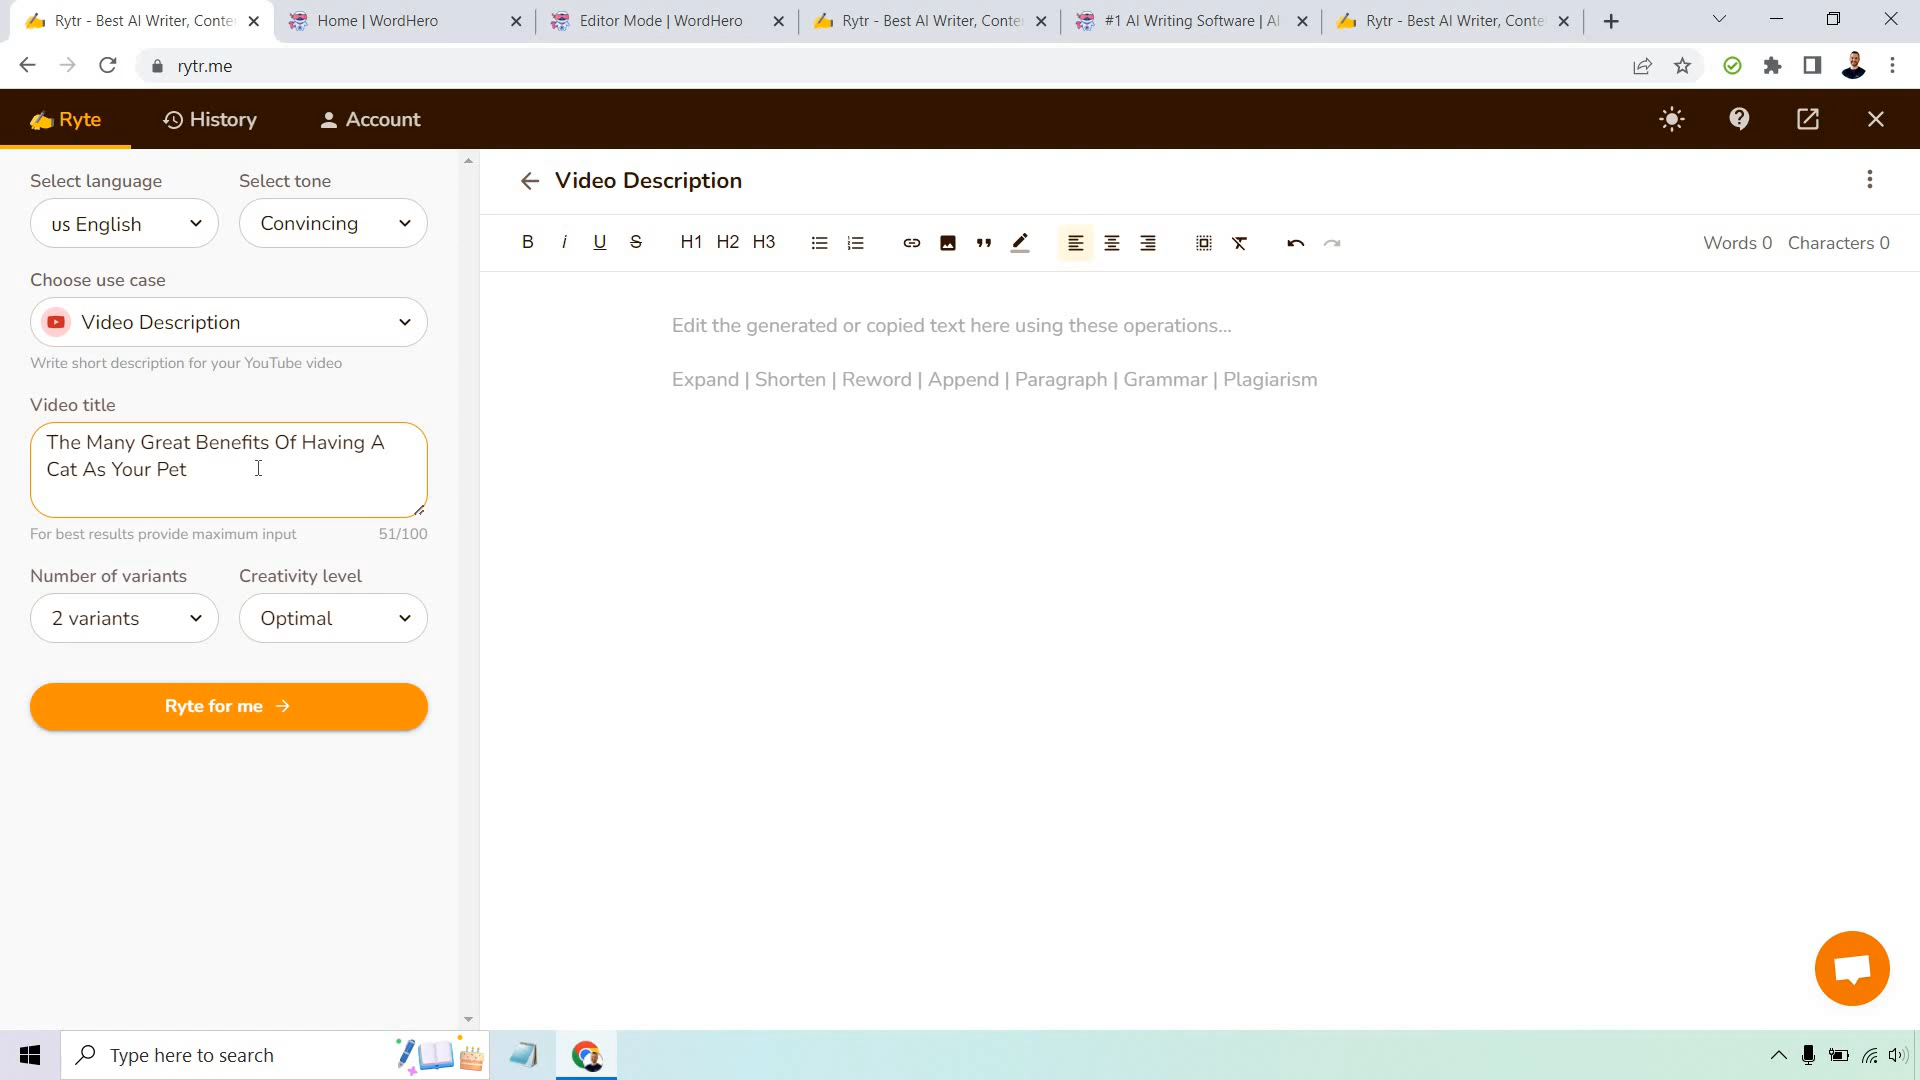 Rytr - Best AI Writer, Conte
Home | WordHero
Editor Mode | WordHero
Rytr - Best AI Writer, Conte
#1 AI Writing Software | AI
Rytr - Best AI Writer, Conte
rytr.me
Ryte
History
Account
Select language
Select tone
us English
Convincing
Choose use case
Video Description
Write short description for your YouTube video
Video title
The Many Great Benefits Of Having A
Cat As Your Pet
For best results provide maximum input
51/100
Number of variants
Creativity level
2 variants
Optimal
Ryte for me
Video Description
B i U S H1 H2 H3
Words 0 Characters 0
Edit the generated or copied text here using these operations...
Expand | Shorten | Reword | Append | Paragraph | Grammar | Plagiarism
Type here to search